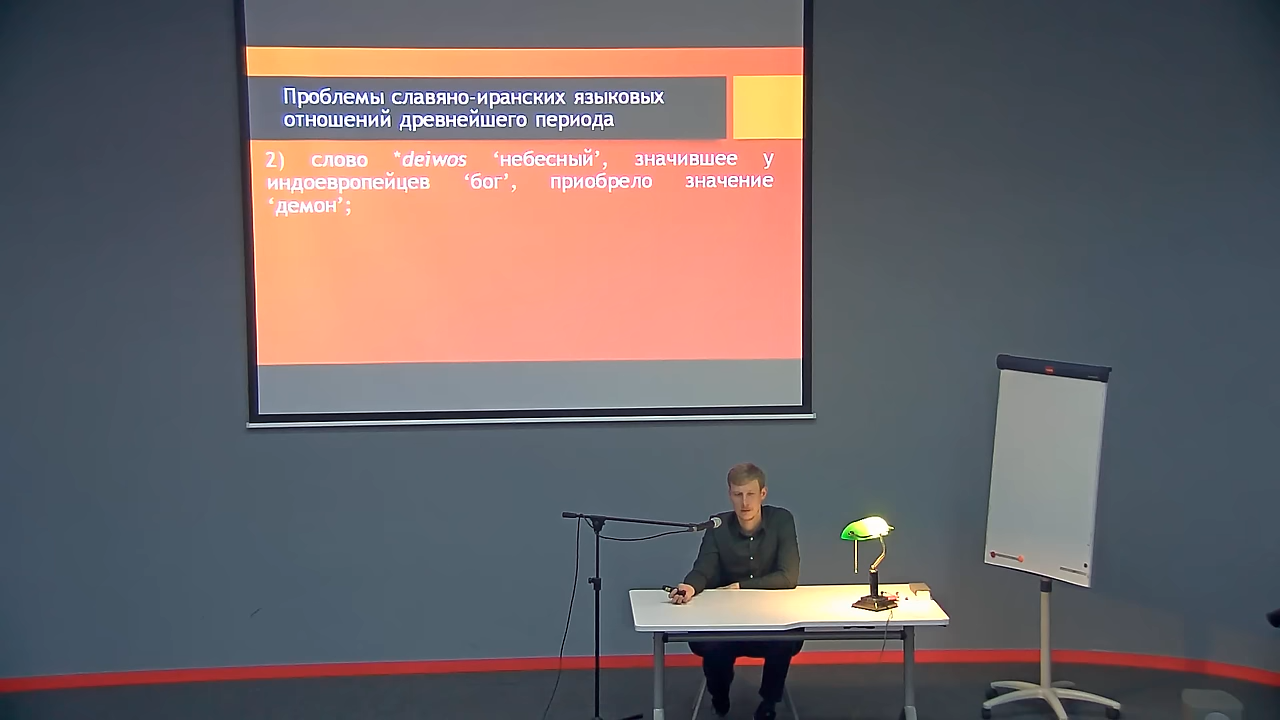 Проблемы славяно-иранских языковых
отношений древнейшего периода
2) слово *deiwos ‘небесный’, значившее у
индоевропейцев ‘бог’, приобрело значение
‘демон’;